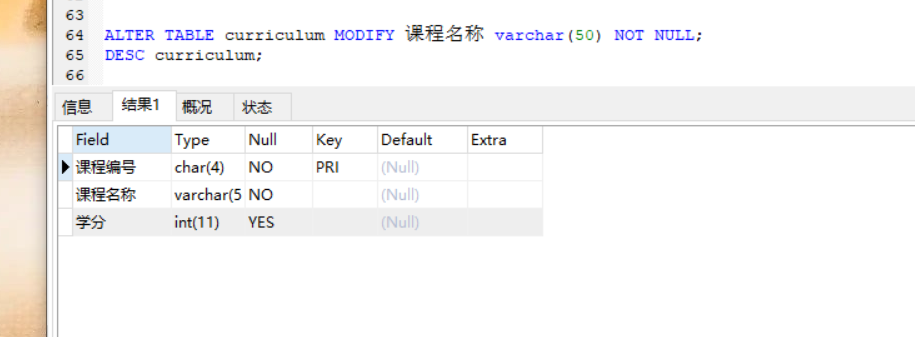 63
64 ALTER TABLE curriculum MODIFY 课程名称 varchar(50) NOT NULL;
65 DESC curriculum;
66
信息 结果1 概况 状态
Field Type Null Key Default Extra
课程编号 char(4) NO PRI (Null)
课程名称 varchar(5 NO (Null)
学分 int(11) YES (Null)